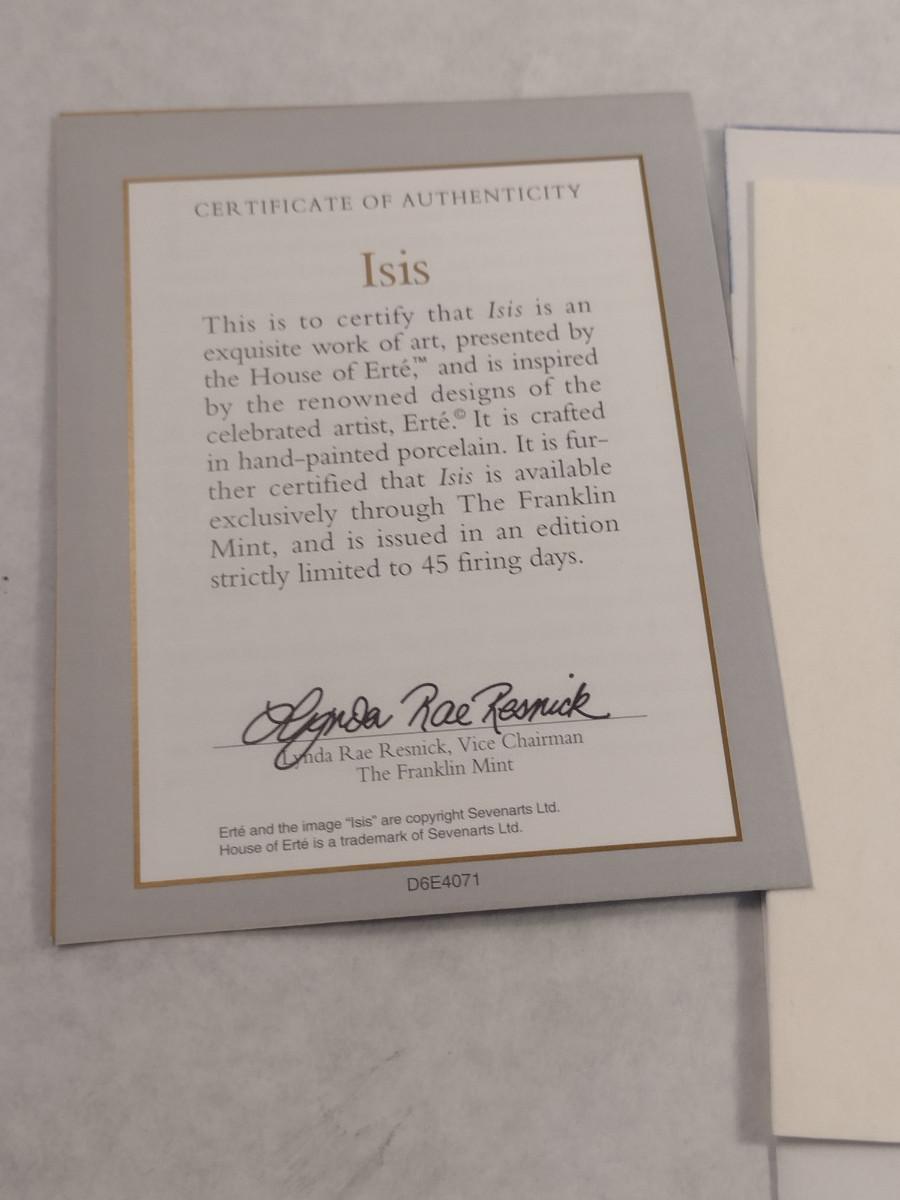 CERTIFICATE OF AUTHENTICITY
Isis
This is to certify that Isis is an
exquisite work of art, presented by
the House of Erté,™ and is inspired
by the renowned designs of the
celebrated artist, Erté.© It is crafted
in hand-painted porcelain. It is fur-
ther certified that Isis is available
exclusively through The Franklin
Mint, and is issued in an edition
strictly limited to 45 firing days.
Lynda Rae Resnick
Lynda Rae Resnick, Vice Chairman
The Franklin Mint
Erté and the image "Isis" are copyright Sevenarts Ltd.
House of Erté is a trademark of Sevenarts Ltd.
D6E4071